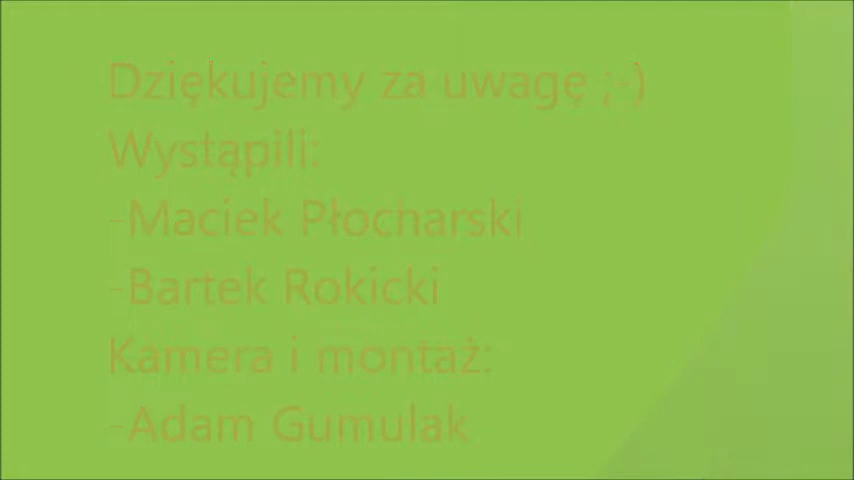 Dziękujemy za uwagę ;-)
Wystąpili:
-Maciek Płocharski
-Bartek Rokicki
Kamera i montaż:
-Adam Gumulak